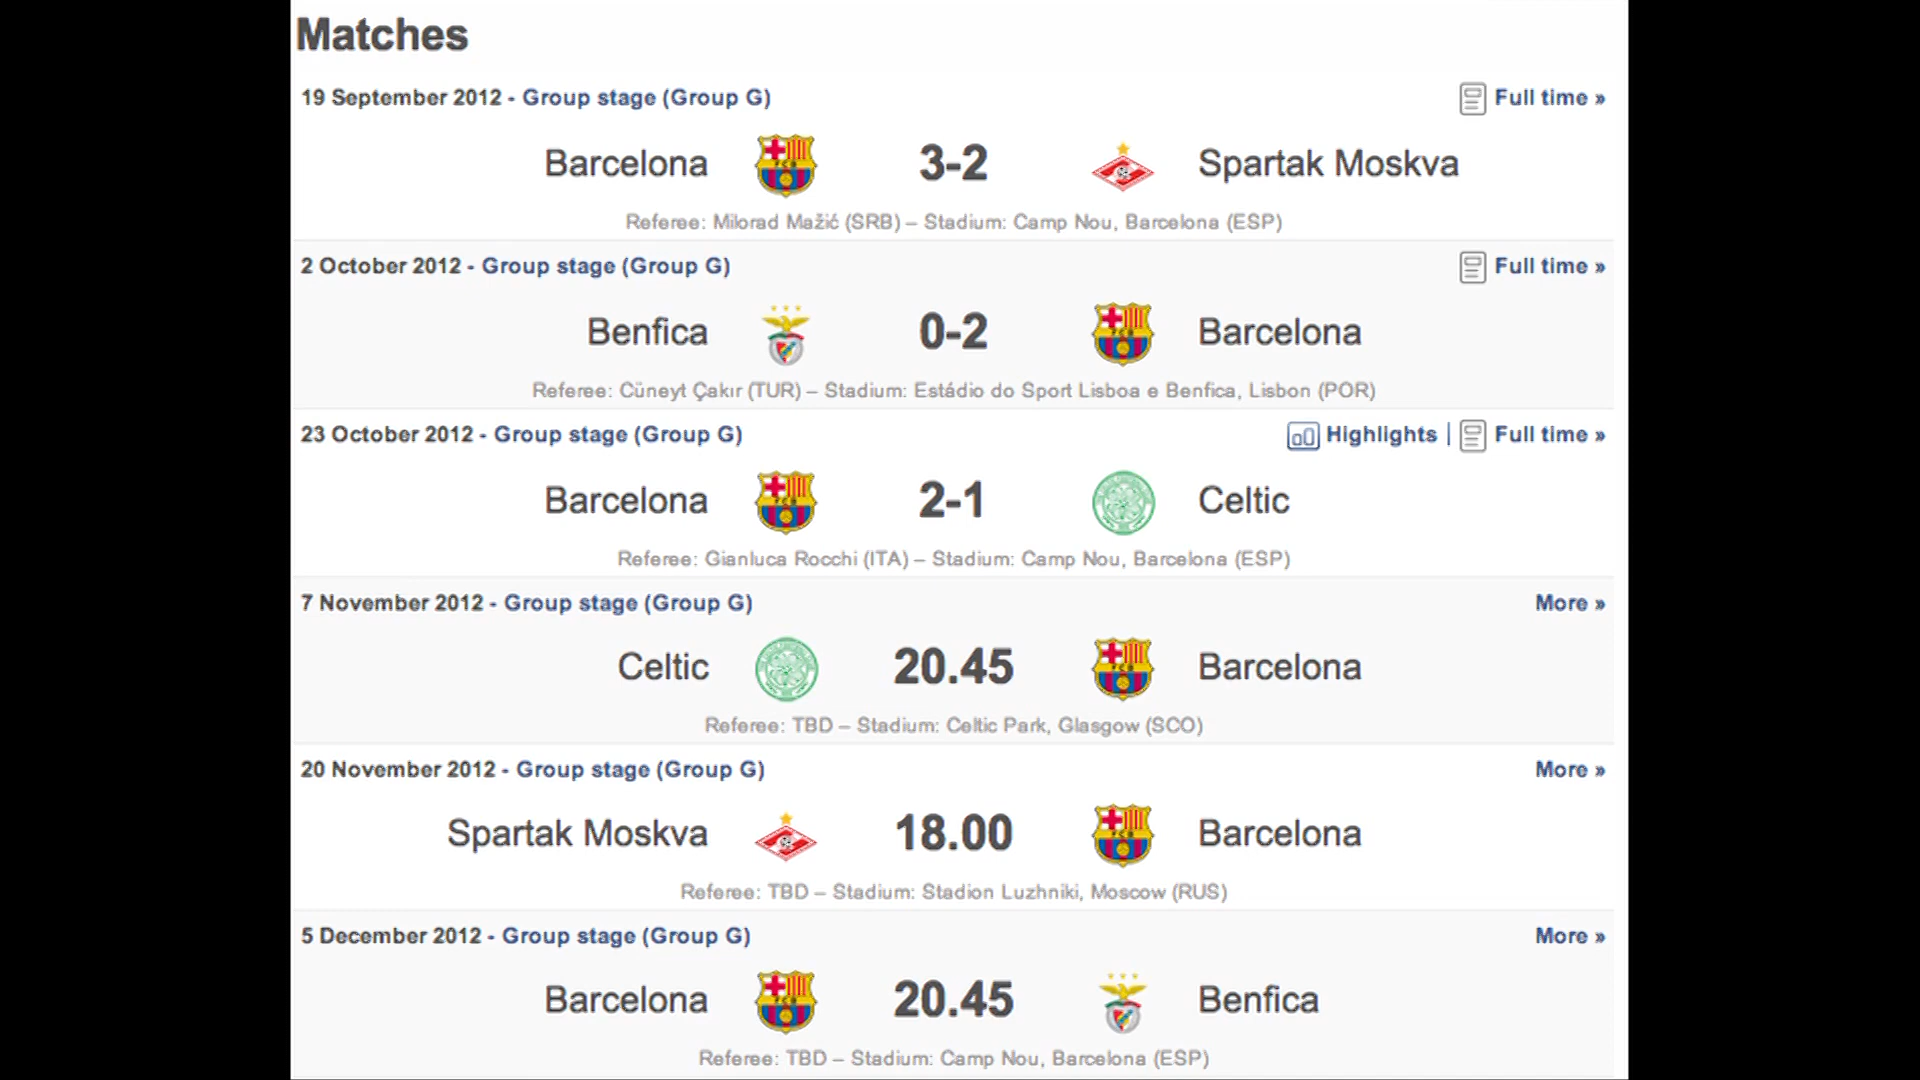 Matches
19 September 2012 - Group stage (Group G) Full time »
Barcelona 3-2 Spartak Moskva
Referee: Milorad Mažić (SRB) – Stadium: Camp Nou, Barcelona (ESP)
2 October 2012 - Group stage (Group G) Full time »
Benfica 0-2 Barcelona
Referee: Cüneyt Çakır (TUR) – Stadium: Estádio do Sport Lisboa e Benfica, Lisbon (POR)
23 October 2012 - Group stage (Group G) Highlights | Full time »
Barcelona 2-1 Celtic
Referee: Gianluca Rocchi (ITA) – Stadium: Camp Nou, Barcelona (ESP)
7 November 2012 - Group stage (Group G) More »
Celtic 20.45 Barcelona
Referee: TBD – Stadium: Celtic Park, Glasgow (SCO)
20 November 2012 - Group stage (Group G) More »
Spartak Moskva 18.00 Barcelona
Referee: TBD – Stadium: Stadion Luzhniki, Moscow (RUS)
5 December 2012 - Group stage (Group G) More »
Barcelona 20.45 Benfica
Referee: TBD – Stadium: Camp Nou, Barcelona (ESP)